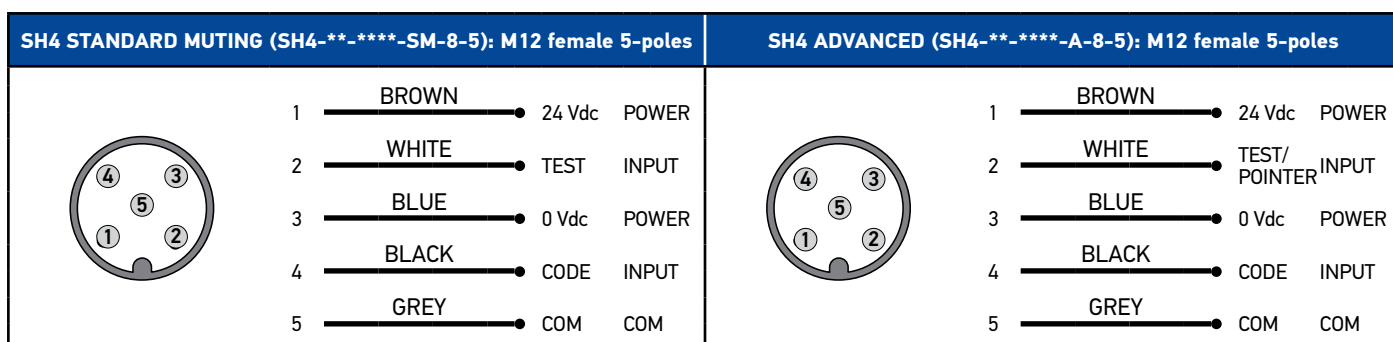 SH4 STANDARD MUTING (SH4-**-****-SM-8-5): M12 female 5-poles
4 3
5
1 2
1 BROWN 24 Vdc POWER
2 WHITE TEST INPUT
3 BLUE 0 Vdc POWER
4 BLACK CODE INPUT
5 GREY COM COM
SH4 ADVANCED (SH4-**-****-A-8-5): M12 female 5-poles
4 3
5
1 2
1 BROWN 24 Vdc POWER
2 WHITE TEST/
POINTER INPUT
3 BLUE 0 Vdc POWER
4 BLACK CODE INPUT
5 GREY COM COM